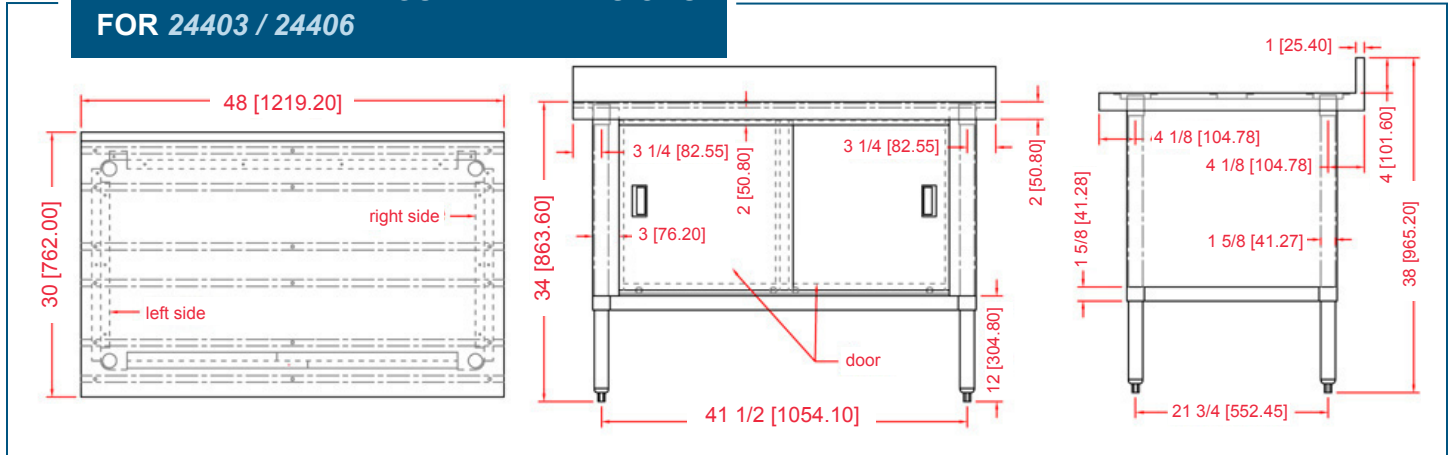 FOR 24403 / 24406
48 [1219.20]
30 [762.00]
right side
left side
34 [863.60]
3 1/4 [82.55]
3 1/4 [82.55]
2 [50.80]
2 [50.80]
3 [76.20]
door
12 [304.80]
41 1/2 [1054.10]
1 [25.40]
4 1/8 [104.78]
4 1/8 [104.78]
4 [101.60]
1 5/8 [41.28]
1 5/8 [41.27]
38 [965.20]
21 3/4 [552.45]